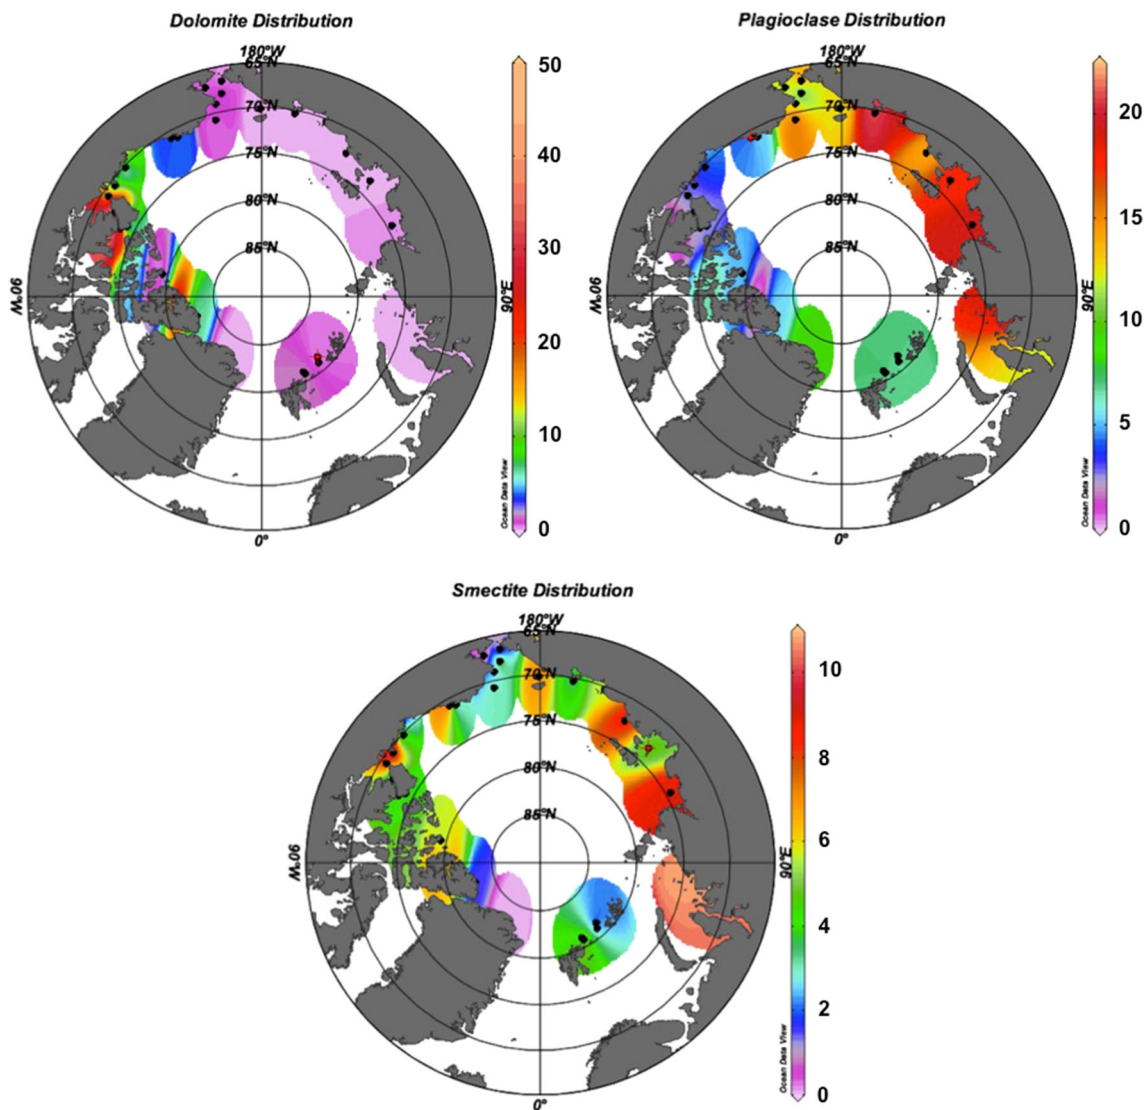 Dolomite Distribution
180°W
65°N
70°N
75°N
80°N
85°N
90°W
90°E
0°
50
40
30
20
10
0
Ocean Data View
Plagioclase Distribution
180°W
65°N
70°N
75°N
80°N
85°N
90°W
90°E
0°
20
15
10
5
0
Ocean Data View
Smectite Distribution
180°W
65°N
70°N
75°N
80°N
85°N
90°W
90°E
0°
10
8
6
4
2
0
Ocean Data View